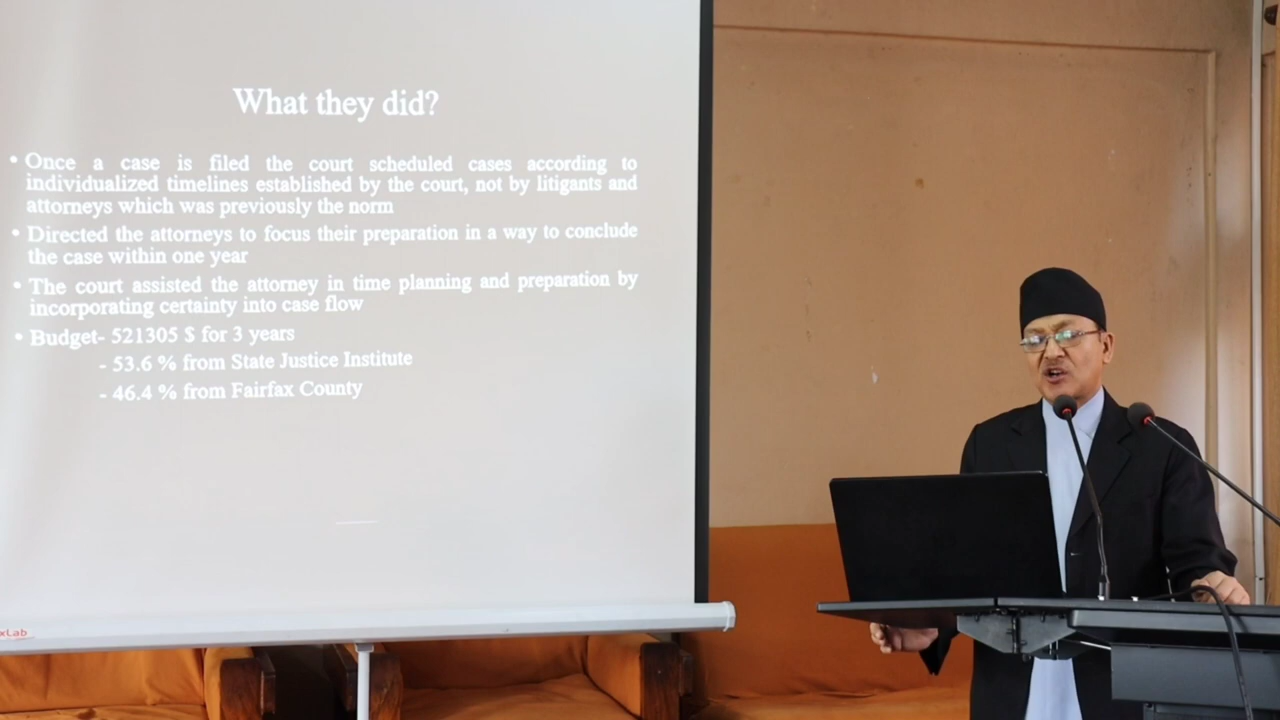 What they did?
• Once a case is filed the court scheduled cases according to
individualized timelines established by the court, not by litigants and
attorneys which was previously the norm
• Directed the attorneys to focus their preparation in a way to conclude
the case within one year
• The court assisted the attorney in time planning and preparation by
incorporating certainty into case flow
• Budget- 521305 $ for 3 years
- 53.6 % from State Justice Institute
- 46.4 % from Fairfax County
xLab